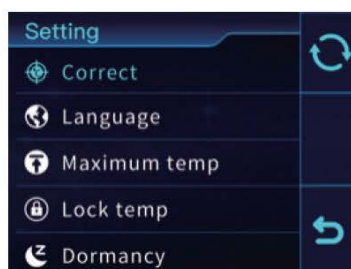 Setting
Correct
Language
Maximum temp
Lock temp
Dormancy